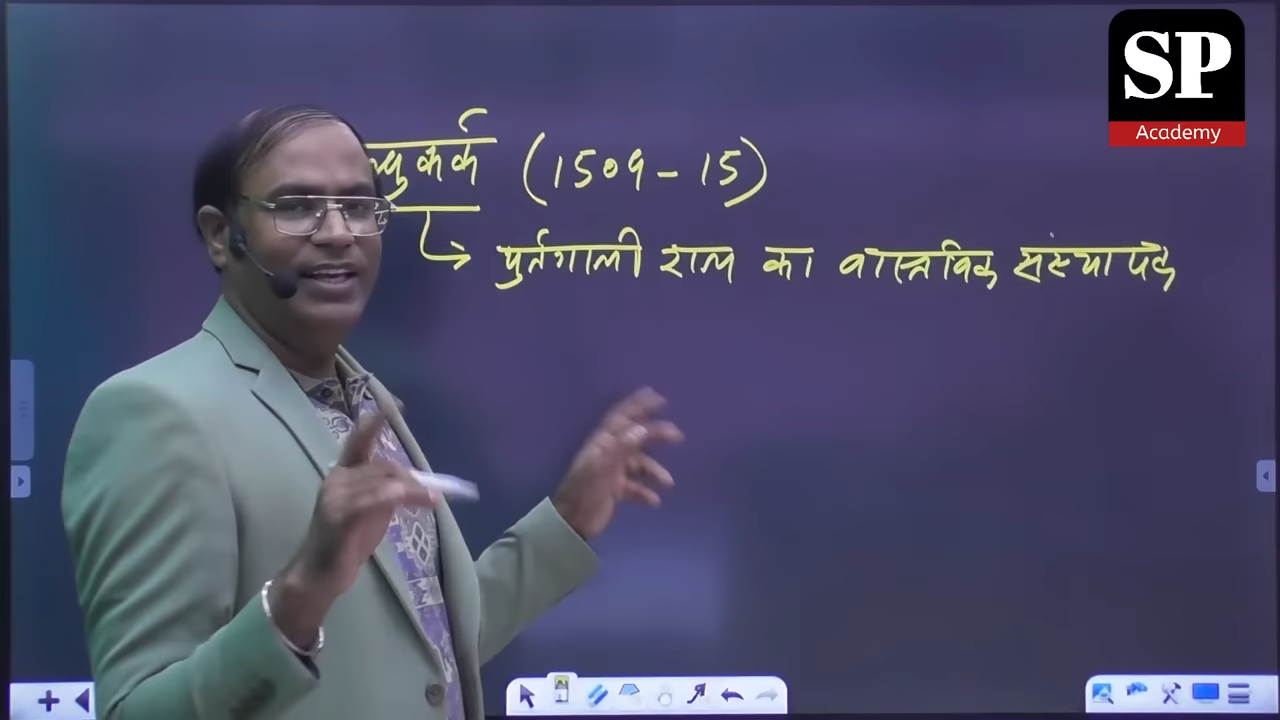 SP
Academy
ल्बुकर्क (1509-15)
→ पुर्तगाली राज्य का वास्तविक संस्थापक